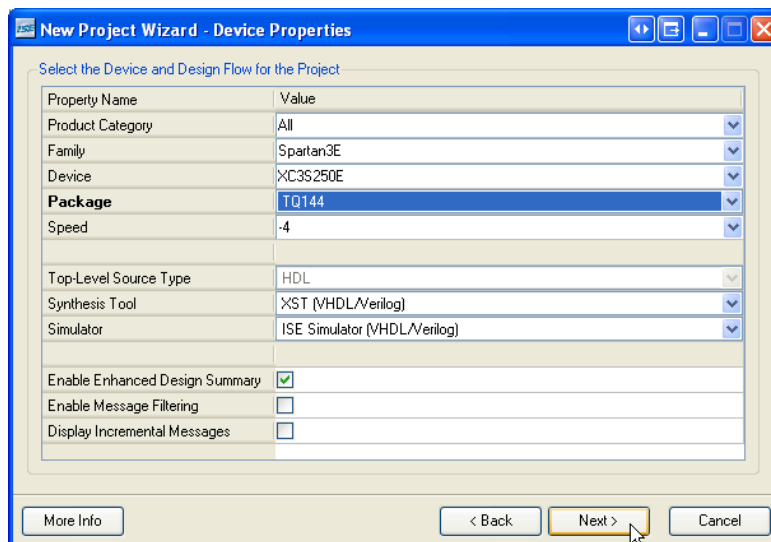 ISE New Project Wizard - Device Properties
Select the Device and Design Flow for the Project
Property Name Value
Product Category All
Family Spartan3E
Device XC3S250E
Package TQ144
Speed -4
Top-Level Source Type HDL
Synthesis Tool XST (VHDL/Verilog)
Simulator ISE Simulator (VHDL/Verilog)
Enable Enhanced Design Summary
Enable Message Filtering
Display Incremental Messages
More Info < Back Next > Cancel